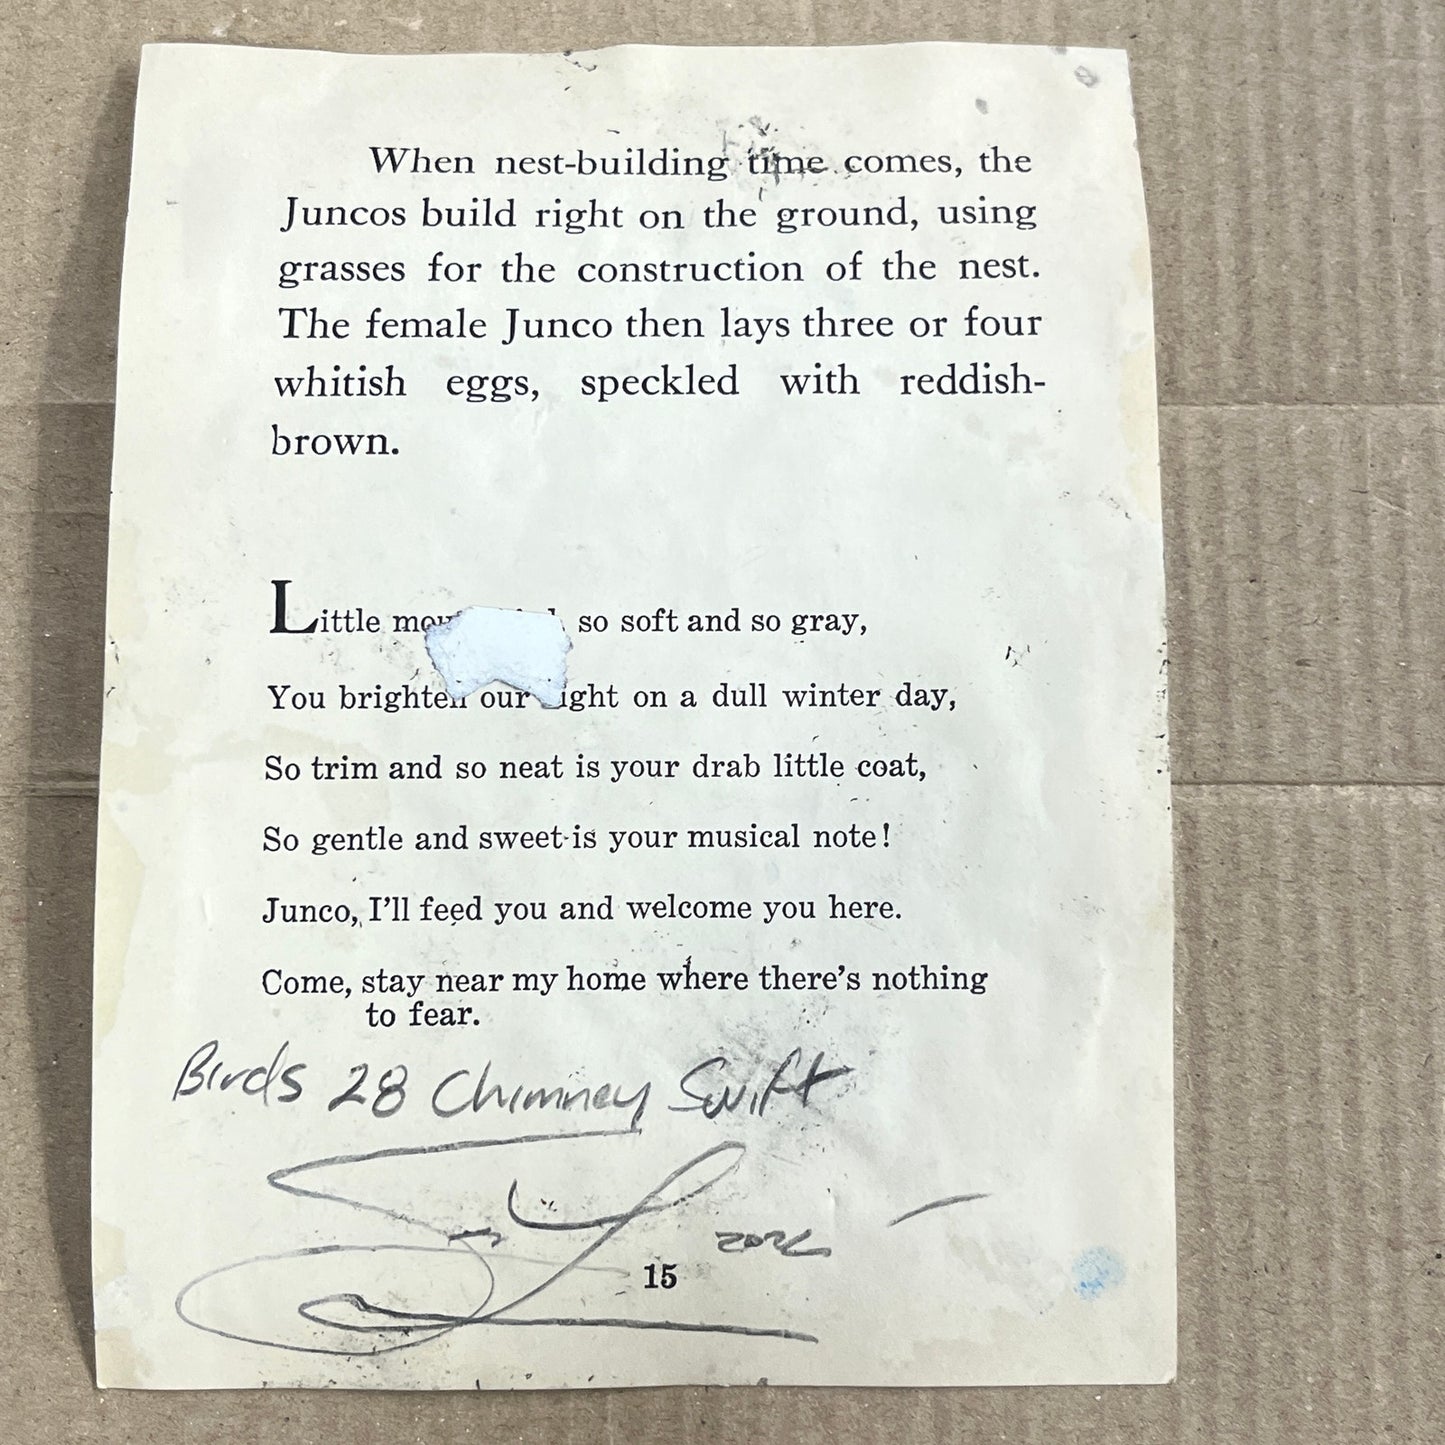 When nest-building time comes, the
Juncos build right on the ground, using
grasses for the construction of the nest.
The female Junco then lays three or four
whitish eggs, speckled with reddish-
brown.
Little so soft and so gray,
You brighten our on a dull winter day,
So trim and so neat is your drab little coat,
So gentle and sweet is your musical note!
Junco, I'll feed you and welcome you here.
Come, stay near my home where there's nothing
to fear.
Birds 28 Chimney Swift
15